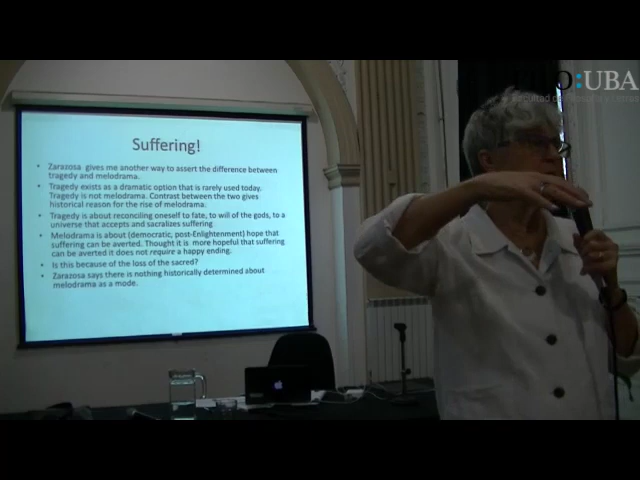 :UBA
Suffering!
• Zarazosa gives me another way to assert the difference between
tragedy and melodrama.
• Tragedy exists as a dramatic option that is rarely used today.
Tragedy is not melodrama. Contrast between the two gives
historical reason for the rise of melodrama.
• Tragedy is about reconciling oneself to fate, to will of the gods, to a
universe that accepts and sacralizes suffering
• Melodrama is about (democratic, post-Enlightenment) hope that
suffering can be averted. Thought it is more hopeful that suffering
can be averted it does not require a happy ending.
• Is this because of the loss of the sacred?
• Zarazosa says there is nothing historically determined about
melodrama as a mode.